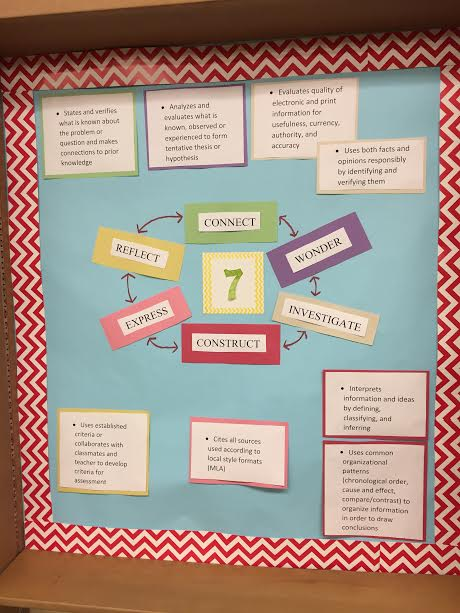 • States and verifies
what is known about
the problem or
question and makes
connections to prior
knowledge
• Analyzes and
evaluates what is
known, observed or
experienced to form
tentative thesis or
hypothesis
• Evaluates quality of
electronic and print
information for
usefulness, currency,
authority, and
accuracy
• Uses both facts and
opinions responsibly
by identifying and
verifying them
CONNECT
REFLECT
WONDER
7
EXPRESS
INVESTIGATE
CONSTRUCT
• Interprets
information and ideas
by defining,
classifying, and
inferring
• Uses established
criteria or
collaborates with
classmates and
teacher to develop
criteria for
assessment
• Cites all sources
used according to
local style formats
(MLA)
• Uses common
organizational
patterns
(chronological order,
cause and effect,
compare/contrast) to
organize information
in order to draw
conclusions